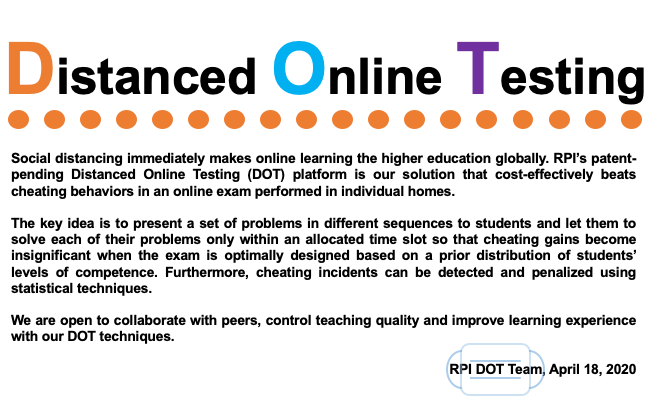 Distanced Online Testing
Social distancing immediately makes online learning the higher education globally. RPI's patent-
pending Distanced Online Testing (DOT) platform is our solution that cost-effectively beats
cheating behaviors in an online exam performed in individual homes.
The key idea is to present a set of problems in different sequences to students and let them to
solve each of their problems only within an allocated time slot so that cheating gains become
insignificant when the exam is optimally designed based on a prior distribution of students'
levels of competence. Furthermore, cheating incidents can be detected and penalized using
statistical techniques.
We are open to collaborate with peers, control teaching quality and improve learning experience
with our DOT techniques.
RPI DOT Team, April 18, 2020